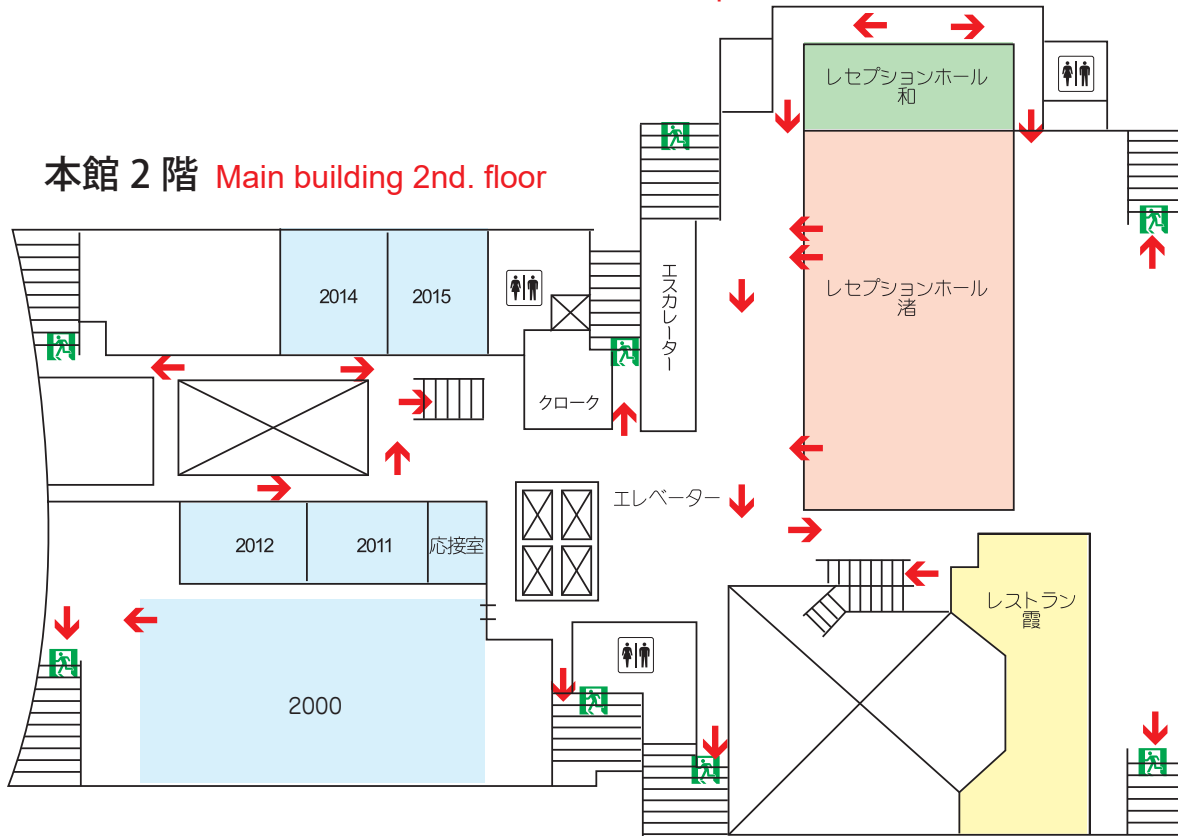 本館 2 階 Main building 2nd. floor
レセプションホール
和
レセプションホール
渚
2014
2015
エスカレーター
クローク
エレベーター
2012
2011
応接室
レストラン
霞
2000